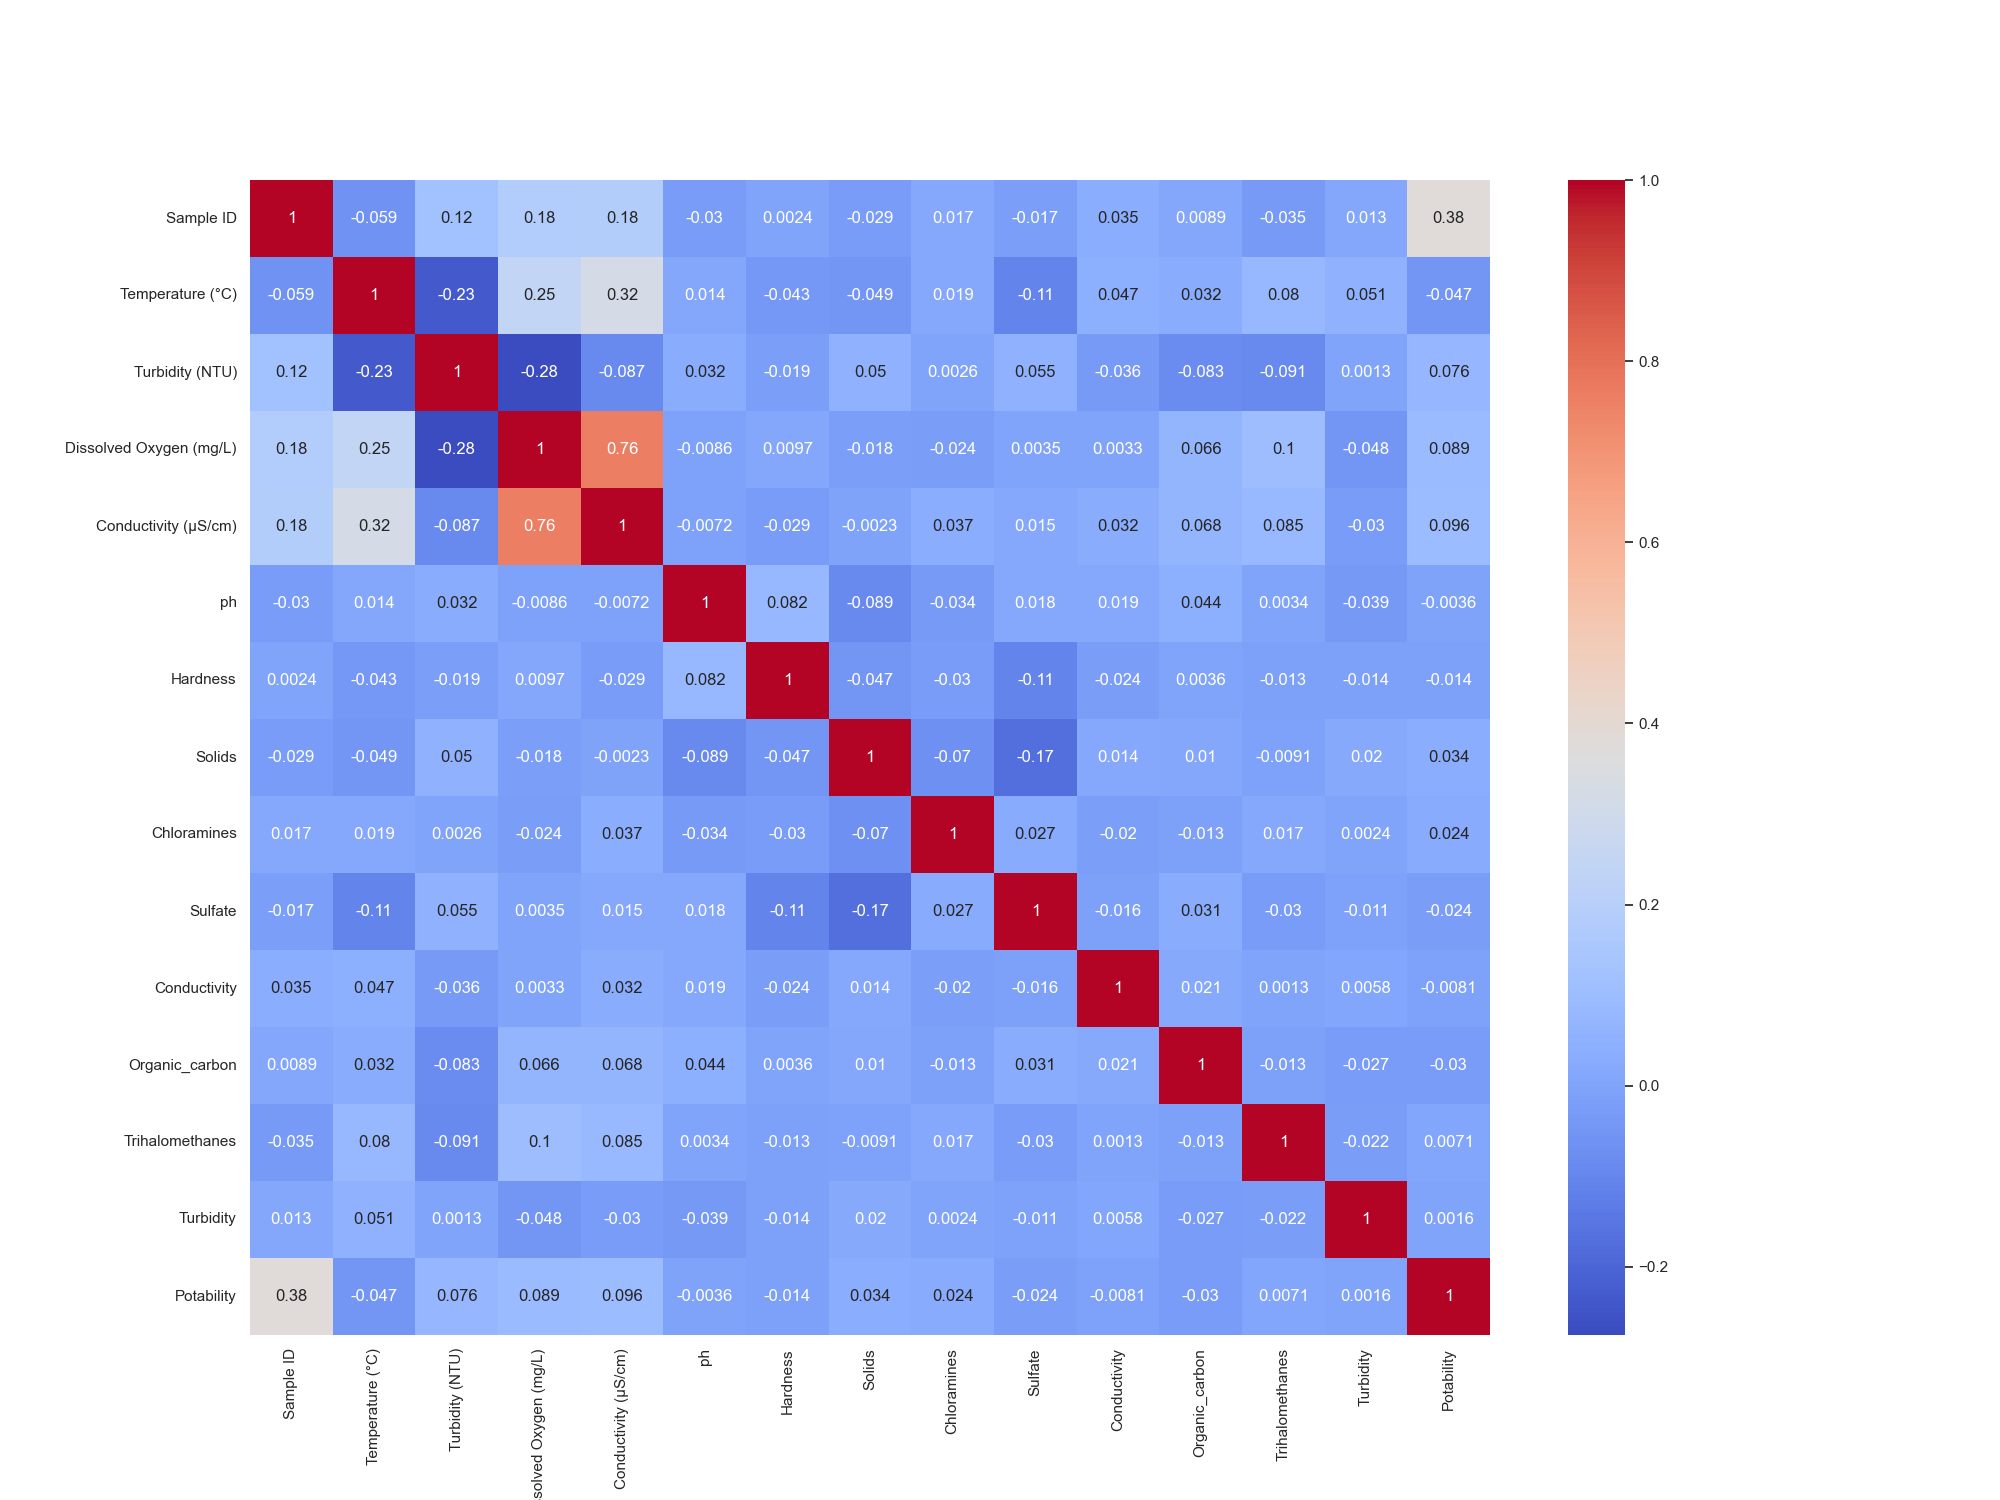 Sample ID 1 -0.059 0.12 0.18 0.18 -0.03 0.0024 -0.029 0.017 -0.017 0.035 0.0089 -0.035 0.013 0.38
Temperature (°C) -0.059 1 -0.23 0.25 0.32 0.014 -0.043 -0.049 0.019 -0.11 0.047 0.032 0.08 0.051 -0.047
Turbidity (NTU) 0.12 -0.23 1 -0.28 -0.087 0.032 -0.019 0.05 0.0026 0.055 -0.036 -0.083 -0.091 0.0013 0.076
Dissolved Oxygen (mg/L) 0.18 0.25 -0.28 1 0.76 -0.0086 0.0097 -0.018 -0.024 0.0035 0.0033 0.066 0.1 -0.048 0.089
Conductivity (µS/cm) 0.18 0.32 -0.087 0.76 1 -0.0072 -0.029 -0.0023 0.037 0.015 0.032 0.068 0.085 -0.03 0.096
ph -0.03 0.014 0.032 -0.0086 -0.0072 1 0.082 -0.089 -0.034 0.018 0.019 0.044 0.0034 -0.039 -0.0036
Hardness 0.0024 -0.043 -0.019 0.0097 -0.029 0.082 1 -0.047 -0.03 -0.11 -0.024 0.0036 -0.013 -0.014 -0.014
Solids -0.029 -0.049 0.05 -0.018 -0.0023 -0.089 -0.047 1 -0.07 -0.17 0.014 0.01 -0.0091 0.02 0.034
Chloramines 0.017 0.019 0.0026 -0.024 0.037 -0.034 -0.03 -0.07 1 0.027 -0.02 -0.013 0.017 0.0024 0.024
Sulfate -0.017 -0.11 0.055 0.0035 0.015 0.018 -0.11 -0.17 0.027 1 -0.016 0.031 -0.03 -0.011 -0.024
Conductivity 0.035 0.047 -0.036 0.0033 0.032 0.019 -0.024 0.014 -0.02 -0.016 1 0.021 0.0013 0.0058 -0.0081
Organic_carbon 0.0089 0.032 -0.083 0.066 0.068 0.044 0.0036 0.01 -0.013 0.031 0.021 1 -0.013 -0.027 -0.03
Trihalomethanes -0.035 0.08 -0.091 0.1 0.085 0.0034 -0.013 -0.0091 0.017 -0.03 0.0013 -0.013 1 -0.022 0.0071
Turbidity 0.013 0.051 0.0013 -0.048 -0.03 -0.039 -0.014 0.02 0.0024 -0.011 0.0058 -0.027 -0.022 1 0.0016
Potability 0.38 -0.047 0.076 0.089 0.096 -0.0036 -0.014 0.034 0.024 -0.024 -0.0081 -0.03 0.0071 0.0016 1
Sample ID
Temperature (°C)
Turbidity (NTU)
solved Oxygen (mg/L)
Conductivity (µS/cm)
ph
Hardness
Solids
Chloramines
Sulfate
Conductivity
Organic_carbon
Trihalomethanes
Turbidity
Potability
1.0
0.8
0.6
0.4
0.2
0.0
−0.2